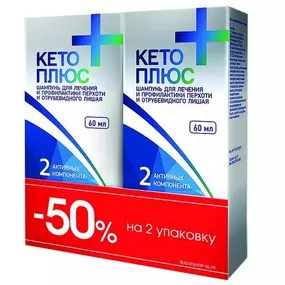 КЕТО
ПЛЮС
ШАМПУНЬ ДЛЯ ЛЕЧЕНИЯ
И ПРОФИЛАКТИКИ ПЕРХОТИ
И ОТРУБЕВИДНОГО ЛИШАЯ
60 мл
2 АКТИВНЫХ
КОМПОНЕНТА
КЕТО
ПЛЮС
ШАМПУНЬ ДЛЯ ЛЕЧЕНИЯ
И ПРОФИЛАКТИКИ ПЕРХОТИ
И ОТРУБЕВИДНОГО ЛИШАЯ
60 мл
2 АКТИВНЫХ
КОМПОНЕНТА
-50% на 2 упаковку